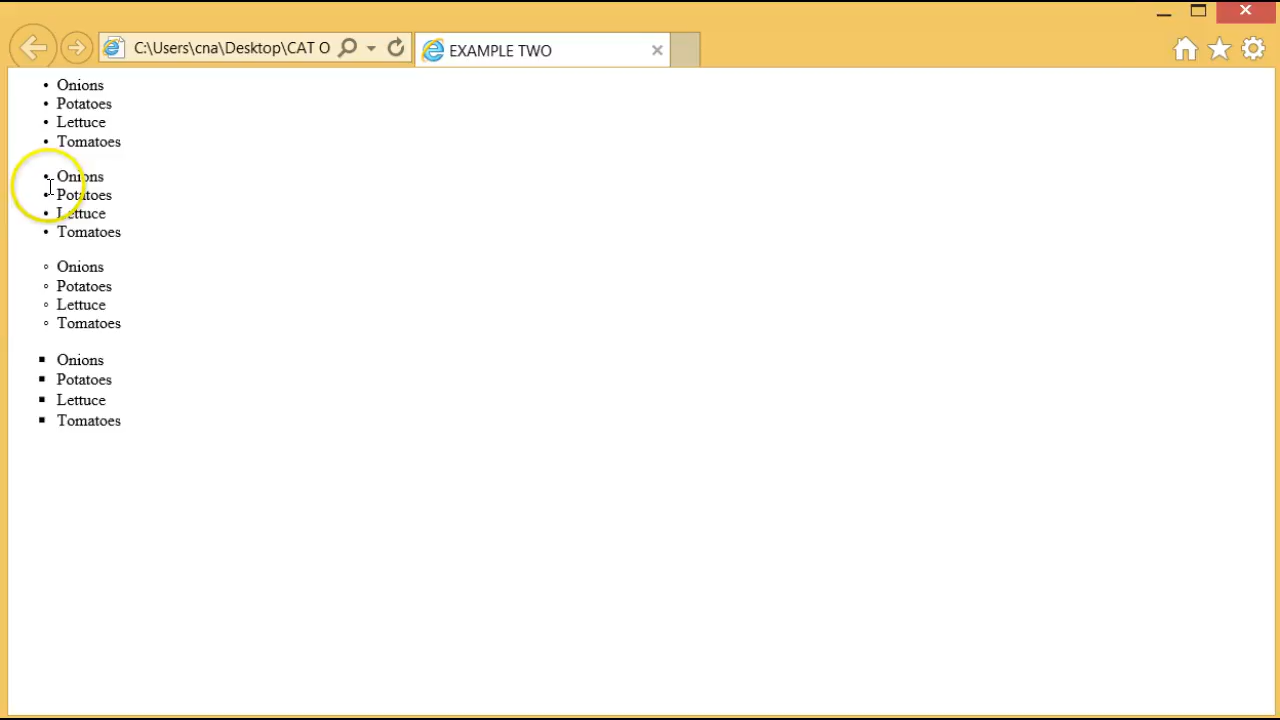 C:\Users\cna\Desktop\CAT O
EXAMPLE TWO
• Onions
• Potatoes
• Lettuce
• Tomatoes
• Onions
• Potatoes
• Lettuce
• Tomatoes
◦ Onions
◦ Potatoes
◦ Lettuce
◦ Tomatoes
▪ Onions
▪ Potatoes
▪ Lettuce
▪ Tomatoes